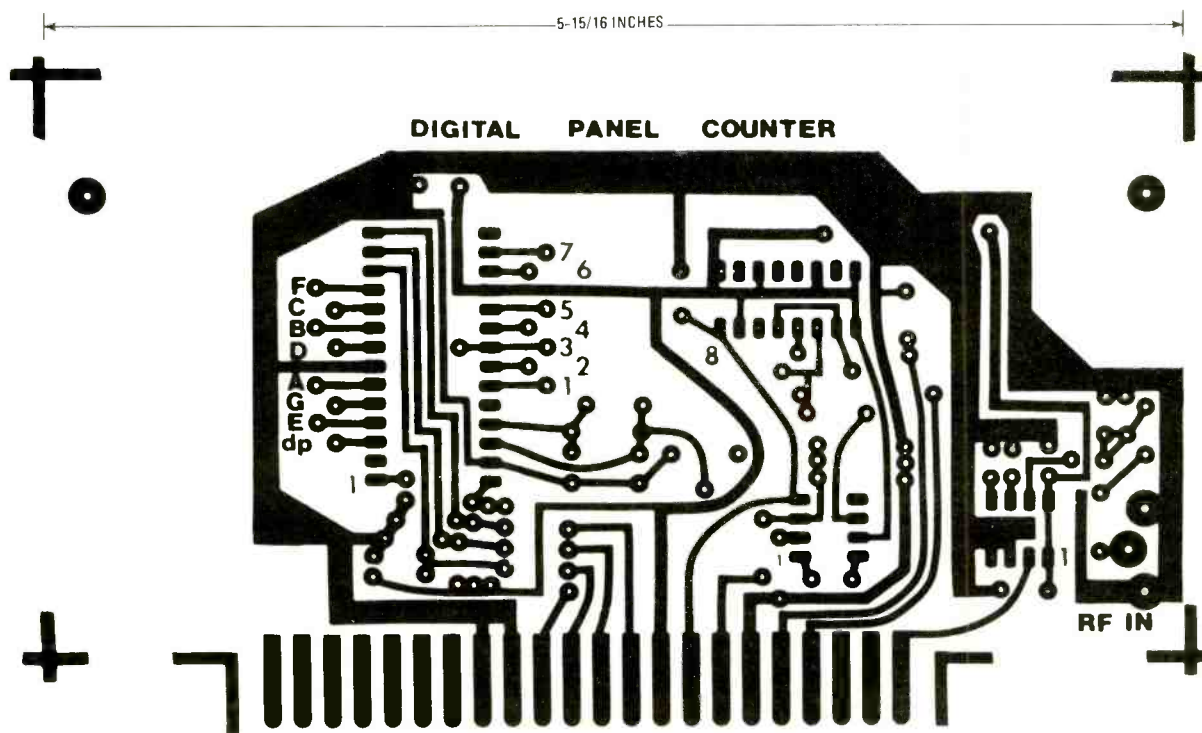 5-15/16 INCHES
DIGITAL PANEL COUNTER
7
6
F
C
5
B
4
D
3
8
A
2
1
G
E
dp
1
1
1
RF IN